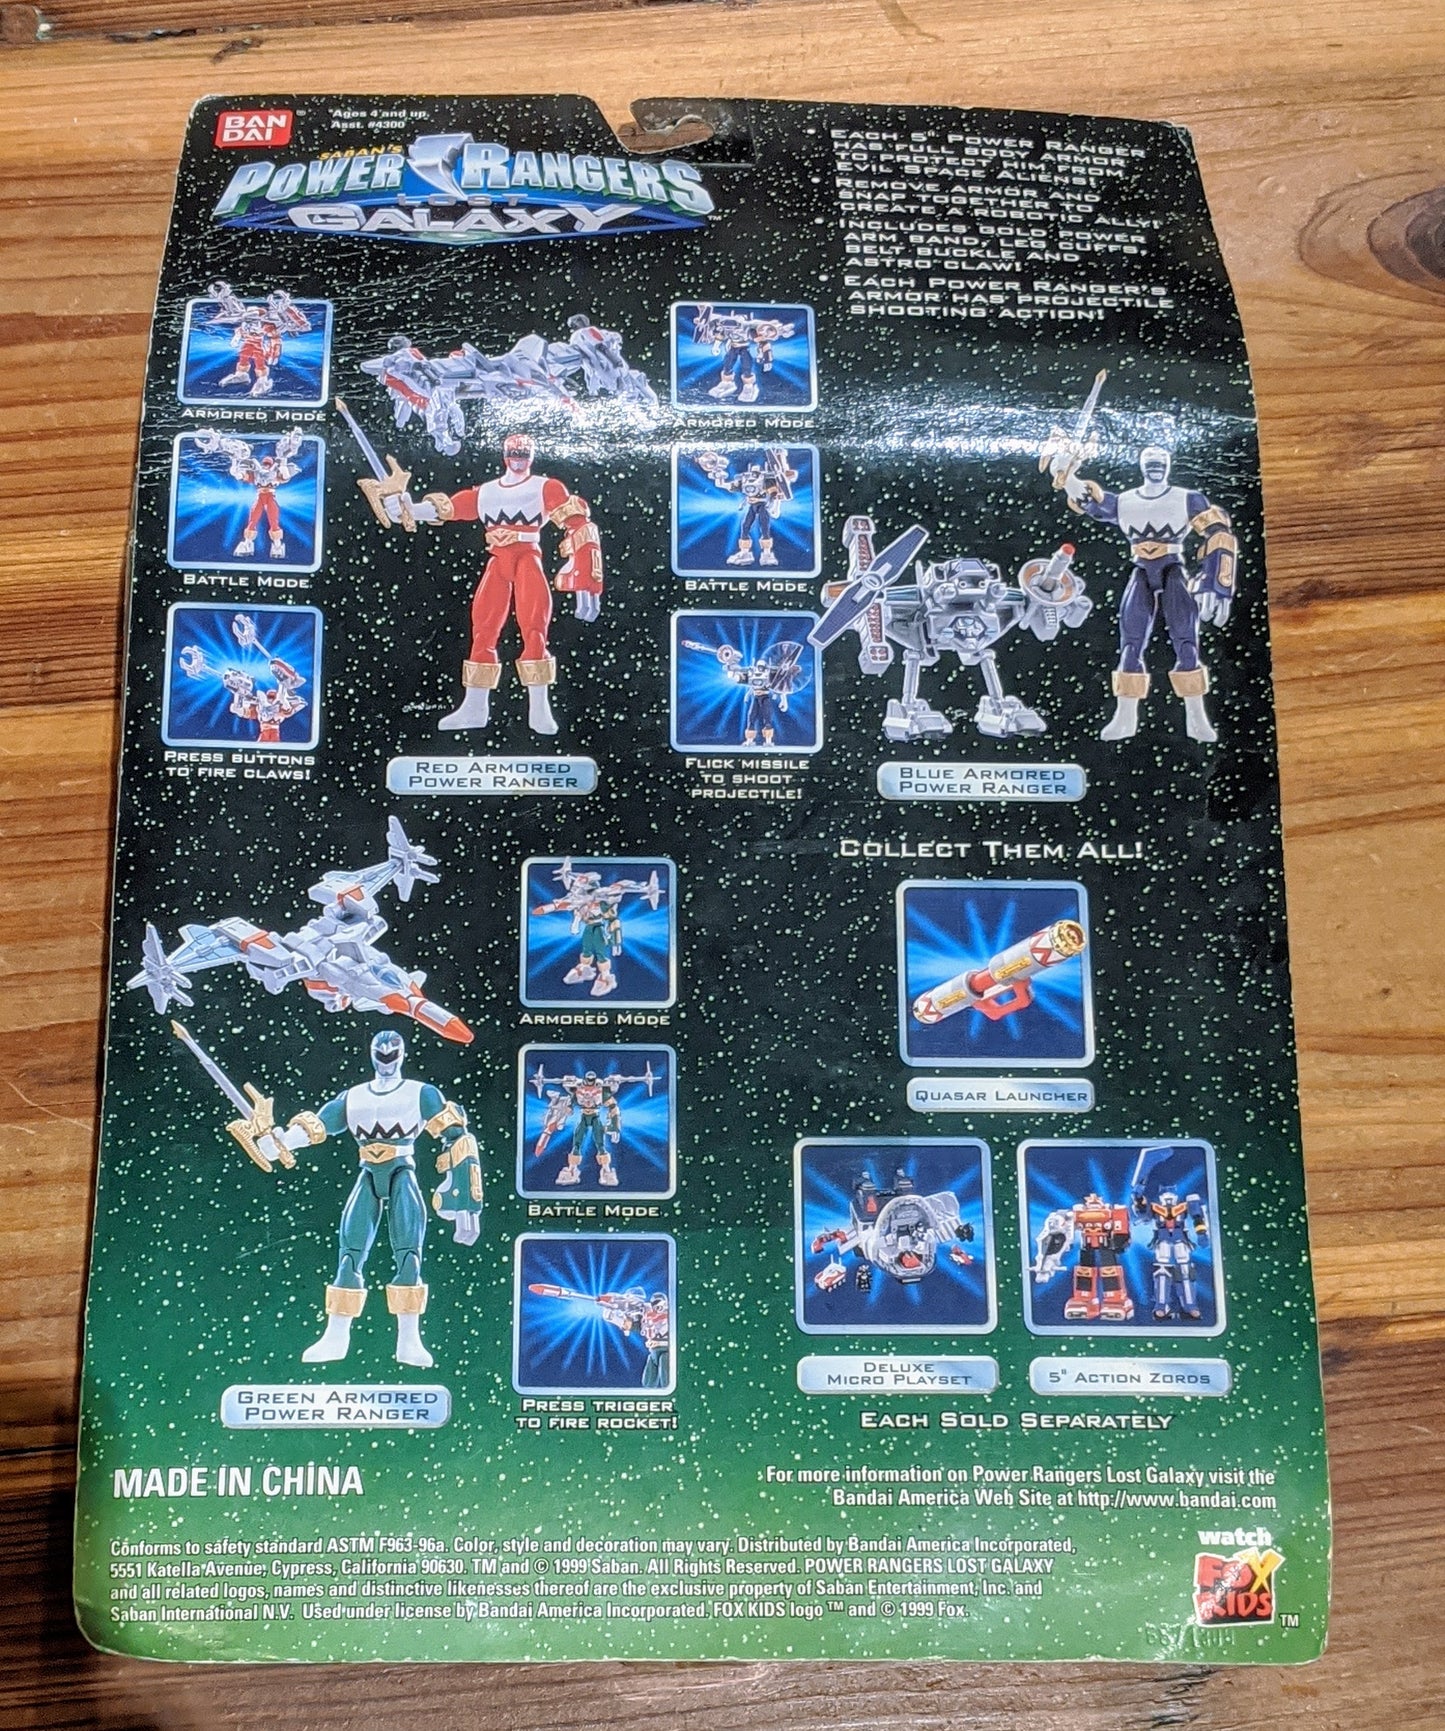 BAN
DAI
Ages 4 and up
Asst. #4300
SABAN'S
POWER RANGERS
LOST
GALAXY™
• EACH 5" POWER RANGER
HAS FULL BODY ARMOR
TO PROTECT FROM
EVIL SPACE ALIENS!
• REMOVE ARMOR AND
SNAP TOGETHER TO
CREATE A ROBOTIC ALLY!
• INCLUDES GOLD POWER
ARM BAND, LEG CUFFS,
BELT BUCKLE AND
ASTRO CLAW!
• EACH POWER RANGER'S
ARMOR HAS PROJECTILE
SHOOTING ACTION!
ARMORED MODE
BATTLE MODE
PRESS BUTTONS
TO FIRE CLAWS!
RED ARMORED
POWER RANGER
ARMORED MODE
BATTLE MODE
FLICK MISSILE
TO SHOOT
PROJECTILE!
BLUE ARMORED
POWER RANGER
ARMORED MODE
BATTLE MODE
PRESS TRIGGER
TO FIRE ROCKET!
GREEN ARMORED
POWER RANGER
COLLECT THEM ALL!
QUASAR LAUNCHER
DELUXE
MICRO PLAYSET
5" ACTION ZORDS
EACH SOLD SEPARATELY
MADE IN CHINA
For more information on Power Rangers Lost Galaxy visit the
Bandai America Web Site at http://www.bandai.com
Conforms to safety standard ASTM F963-96a. Color, style and decoration may vary. Distributed by Bandai America Incorporated,
5551 Katella Avenue, Cypress, California 90630. TM and © 1999 Saban. All Rights Reserved. POWER RANGERS LOST GALAXY
and all related logos, names and distinctive likenesses thereof are the exclusive property of Saban Entertainment, Inc. and
Saban International N.V. Used under license by Bandai America Incorporated. FOX KIDS logo ™ and © 1999 Fox.
watch
FOX
KIDS
TM